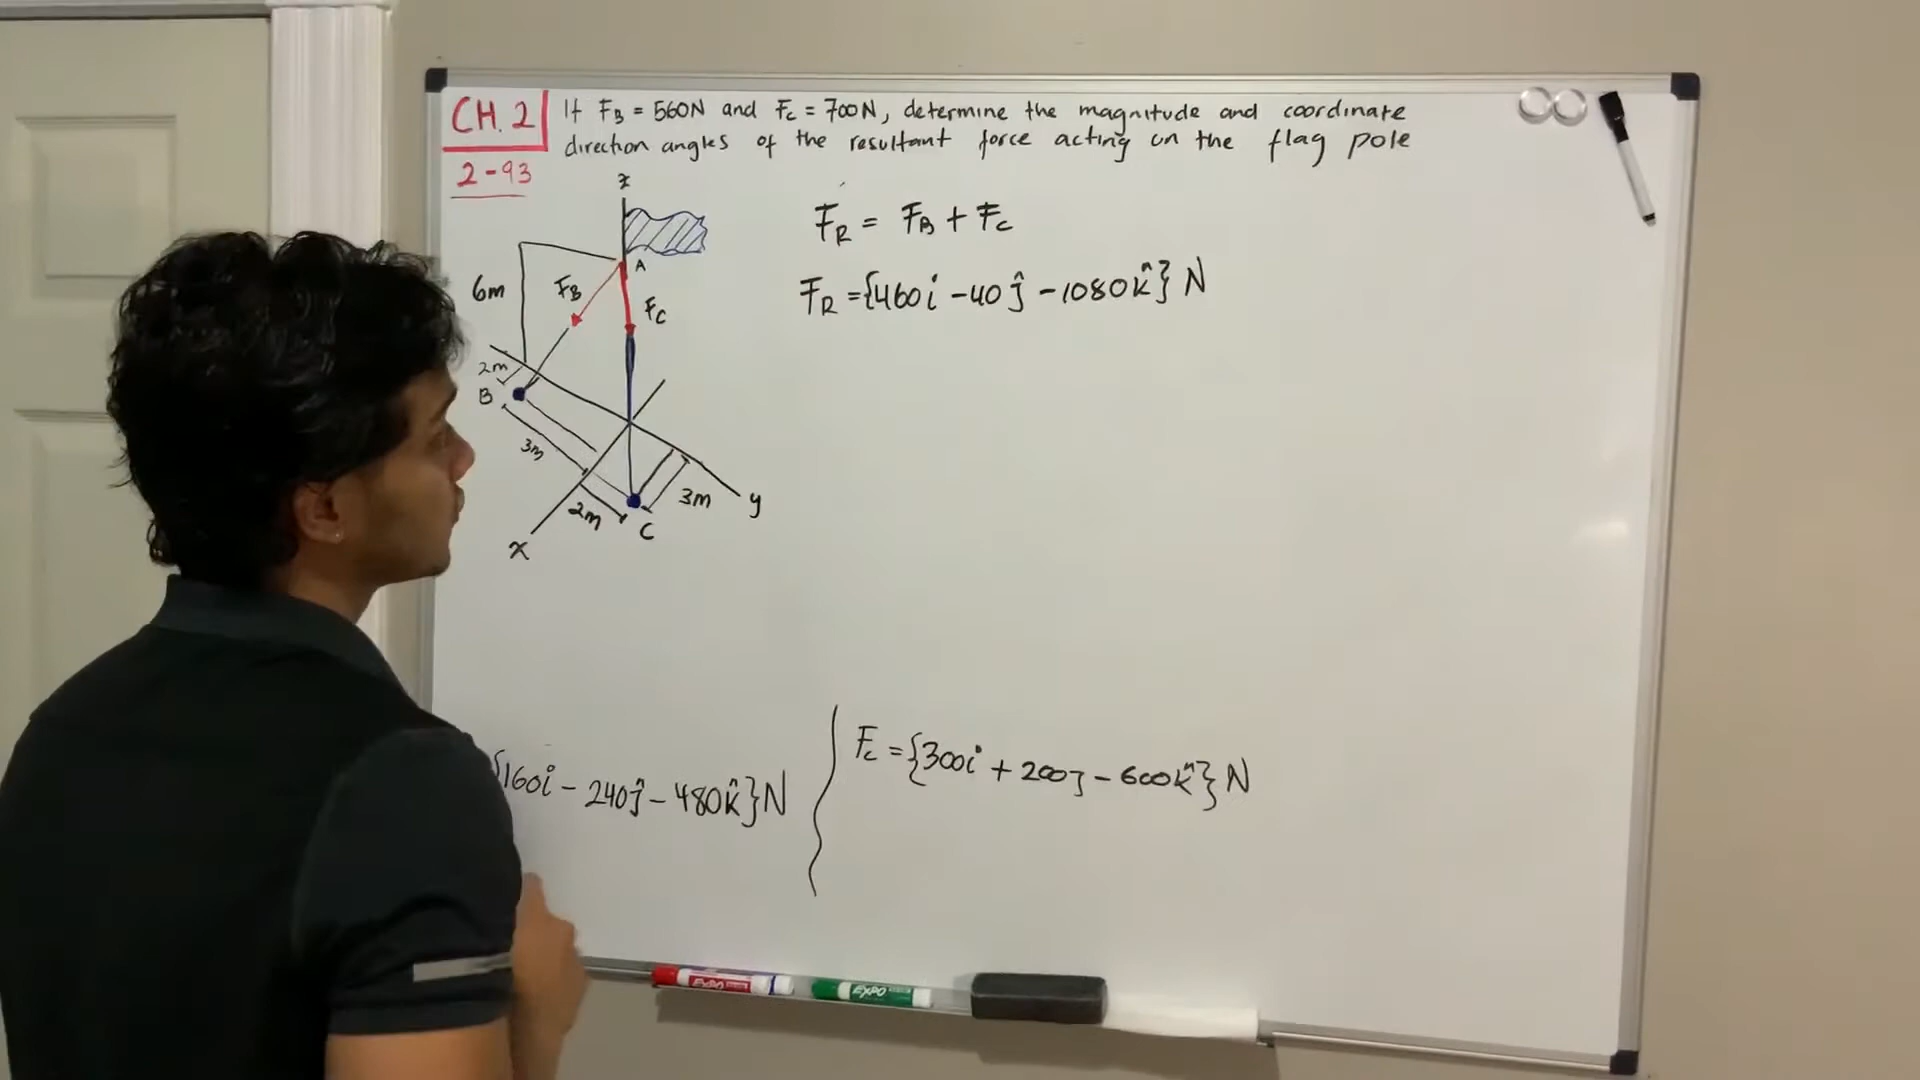 CH. 2
If F_B = 560N and F_C = 700N, determine the magnitude and coordinate
direction angles of the resultant force acting on the flag pole
2-93
z
F_R = F_B + F_C
A
6m
F_B
F_C
F_R = {460i - 40ĵ - 1080k̂} N
2m
B
3m
3m
2m
C
y
x
{160i - 240ĵ - 480k̂} N
F_C = {300i + 200j - 600k̂} N
EXPO
EXPO